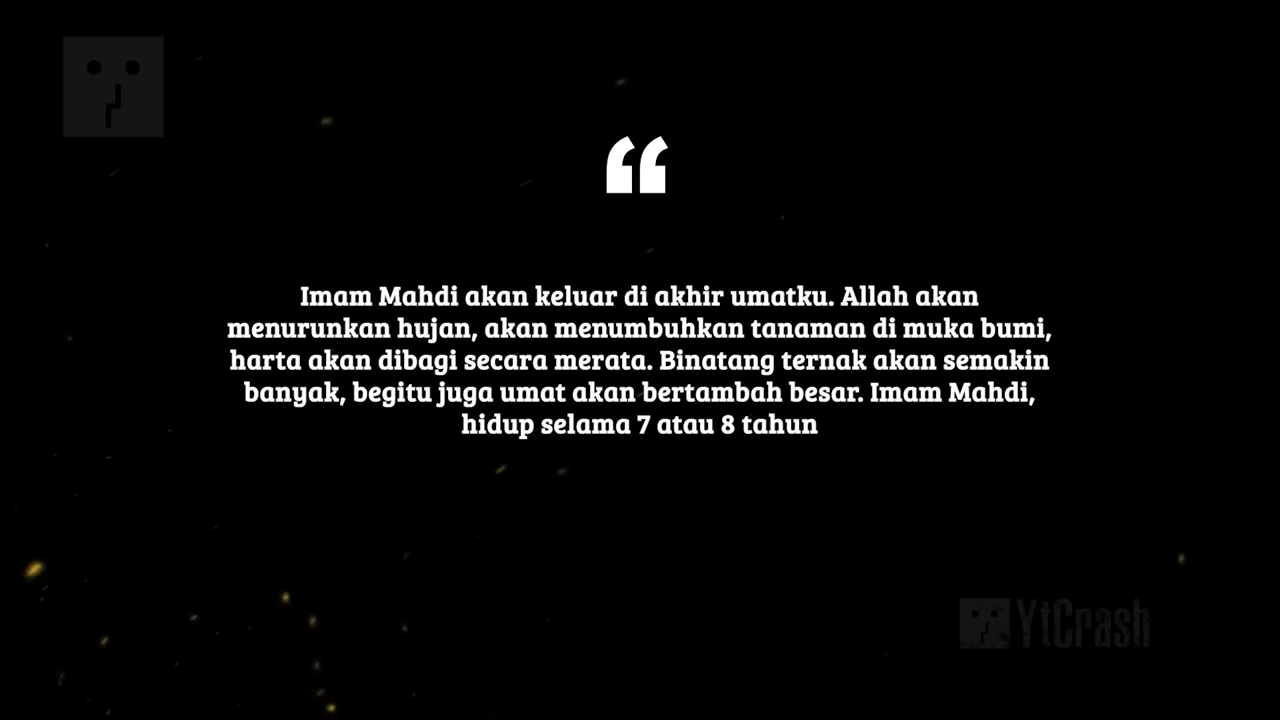 “
Imam Mahdi akan keluar di akhir umatku. Allah akan
menurunkan hujan, akan menumbuhkan tanaman di muka bumi,
harta akan dibagi secara merata. Binatang ternak akan semakin
banyak, begitu juga umat akan bertambah besar. Imam Mahdi,
hidup selama 7 atau 8 tahun
YtCrash